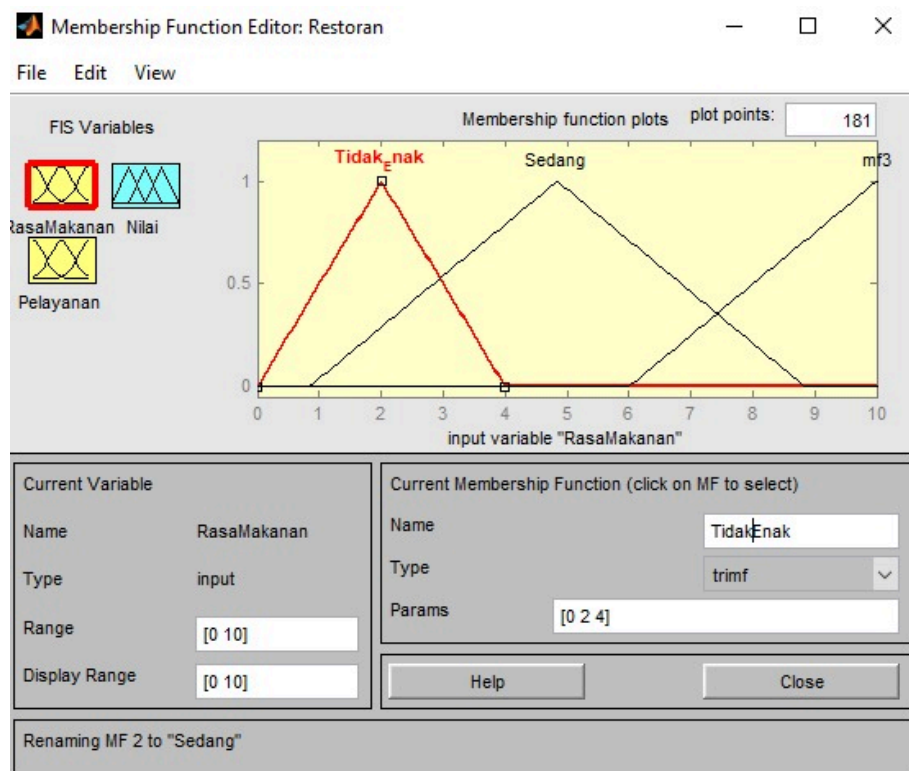 Membership Function Editor: Restoran
File Edit View
FIS Variables
Membership function plots plot points: 181
RasaMakanan Nilai
Pelayanan
Tidak_Enak Sedang mf3
1
0.5
0
0 1 2 3 4 5 6 7 8 9 10
input variable "RasaMakanan"
Current Variable
Name RasaMakanan
Type input
Range [0 10]
Display Range [0 10]
Current Membership Function (click on MF to select)
Name TidakEnak
Type trimf
Params [0 2 4]
Help Close
Renaming MF 2 to "Sedang"